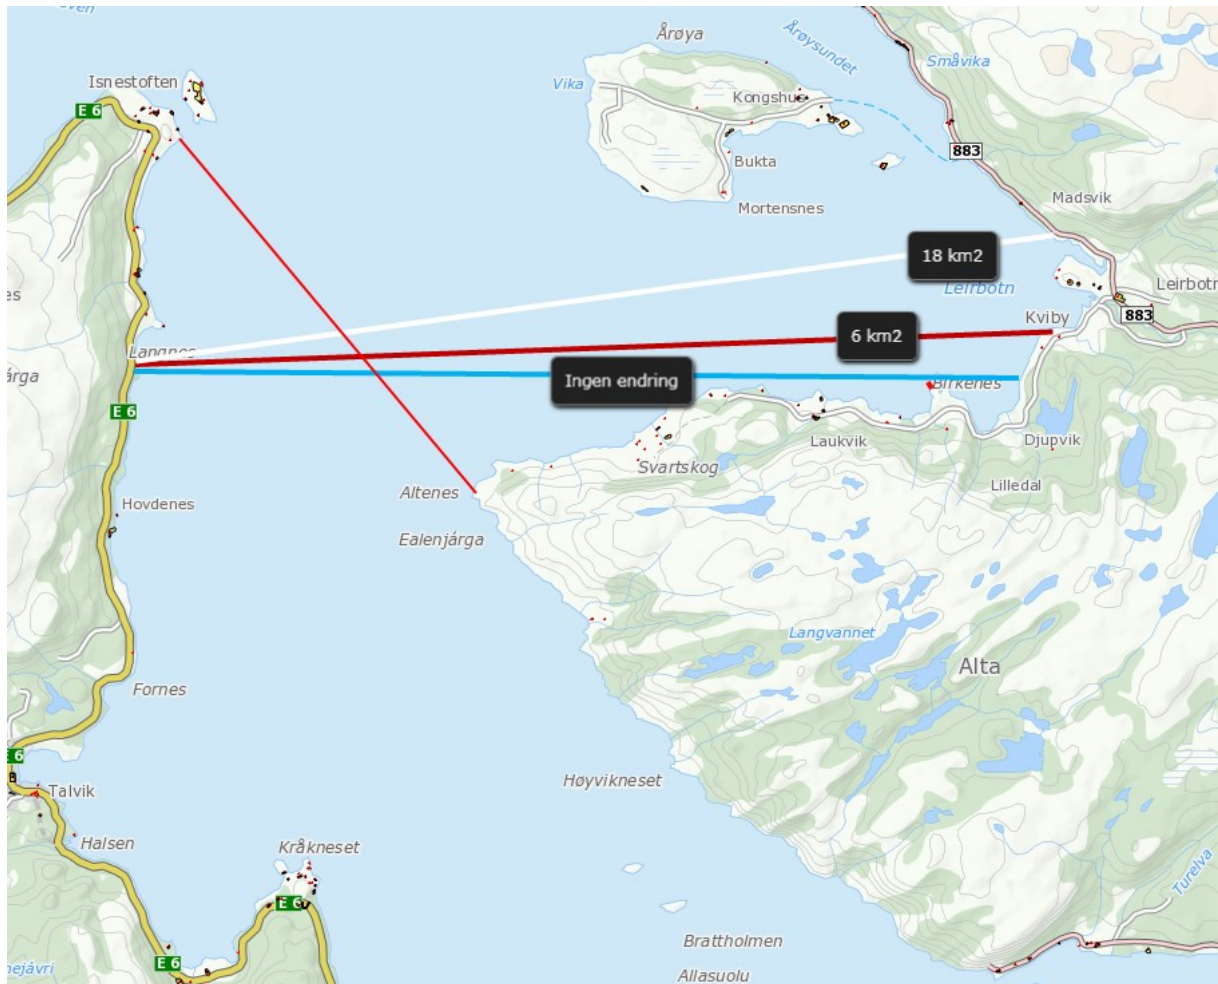 Årøya
Årøysundet
Småvika
Isnestoften
Vika
Kongshus
E 6
883
Bukta
Madsvik
Mortensnes
18 km2
Leirbotn
Leirbotn
Kviby
883
6 km2
Langnes
Ingen endring
Birkenes
E 6
Laukvik
Djupvik
Svartskog
Lilledal
Altenes
Hovdenes
Ealenjárga
Langvannet
Alta
Fornes
Høyvikneset
Talvik
Halsen
Kråkneset
Turelva
E 6
Brattholmen
E 6
Allasuolu